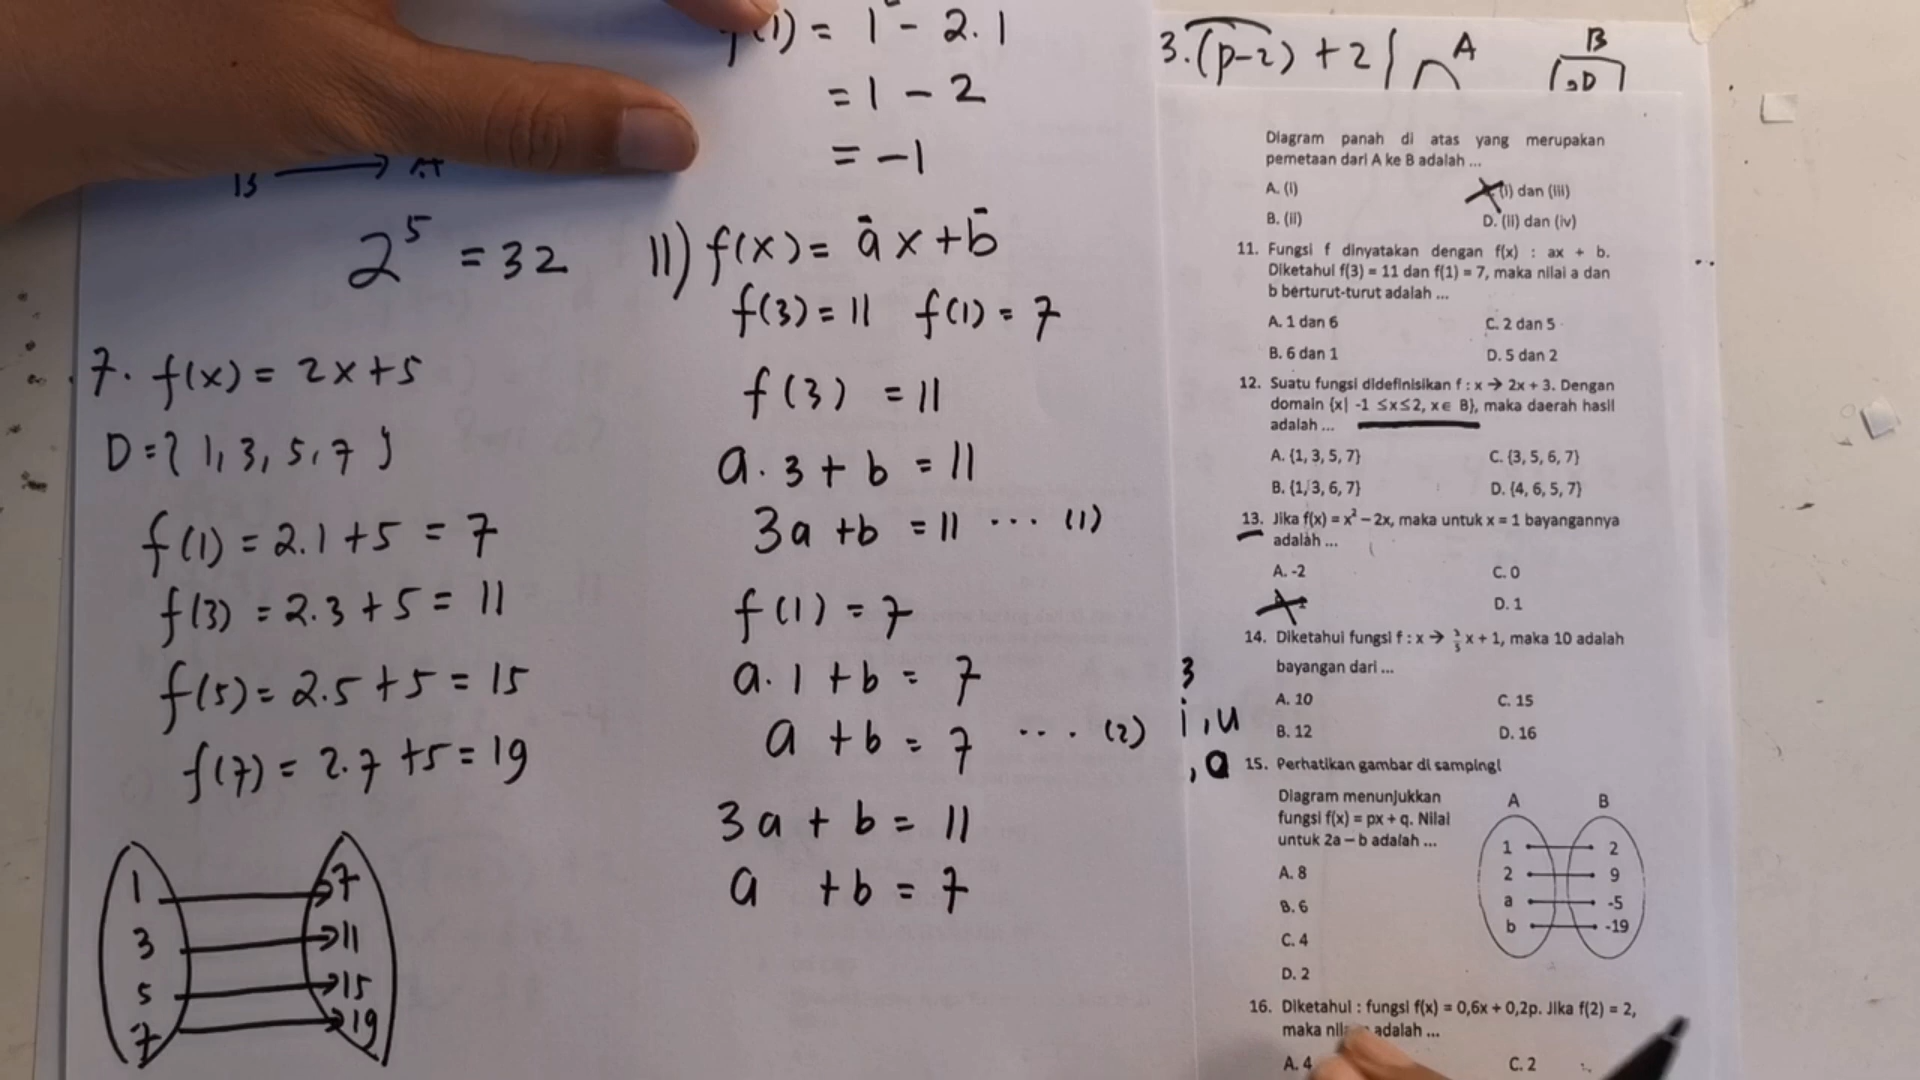 (1) = 1 - 2.1
= 1 - 2
= -1
B → A
2⁵ = 32
7. f(x) = 2x+5
D = { 1, 3, 5, 7 }
f(1) = 2.1 + 5 = 7
f(3) = 2.3 + 5 = 11
f(5) = 2.5 + 5 = 15
f(7) = 2.7 + 5 = 19
1 → 7
3 → 11
5 → 15
7 → 19
11) f(x) = ax + b
f(3) = 11 f(1) = 7
f(3) = 11
a. 3 + b = 11
3a + b = 11 ... (1)
f(1) = 7
a. 1 + b = 7
a + b = 7 ... (2)
3a + b = 11
a + b = 7
3.(p-2) + 2
A
B
Diagram panah di atas yang merupakan
pemetaan dari A ke B adalah ...
A. (i)
(i) dan (iii)
B. (ii)
D. (ii) dan (iv)
11. Fungsi f dinyatakan dengan f(x) : ax + b.
Diketahui f(3) = 11 dan f(1) = 7, maka nilai a dan
b berturut-turut adalah ...
A. 1 dan 6
C. 2 dan 5
B. 6 dan 1
D. 5 dan 2
12. Suatu fungsi didefinisikan f : x → 2x + 3. Dengan
domain {x| -1 ≤x≤2, x∈ B}, maka daerah hasil
adalah ...
A. {1, 3, 5, 7}
C. {3, 5, 6, 7}
B. {1, 3, 6, 7}
D. {4, 6, 5, 7}
13. Jika f(x) = x² – 2x, maka untuk x = 1 bayangannya
adalah ...
A. -2
C. 0
D. 1
14. Diketahui fungsi f : x → 3/5 x + 1, maka 10 adalah
bayangan dari ...
A. 10
C. 15
B. 12
D. 16
3
i, u
, a
15. Perhatikan gambar di samping!
Diagram menunjukkan
fungsi f(x) = px + q. Nilai
untuk 2a – b adalah ...
A. 8
B. 6
C. 4
D. 2
A B
1 2
2 9
a -5
b -19
16. Diketahui : fungsi f(x) = 0,6x + 0,2p. Jika f(2) = 2,
maka adalah ...
A. 4
C. 2